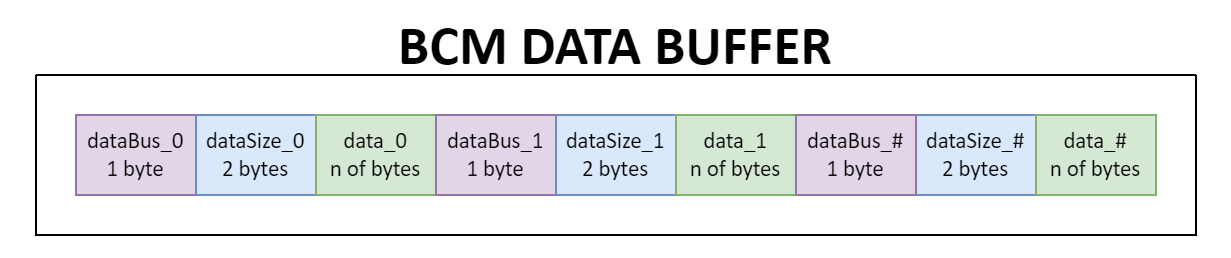 BCM DATA BUFFER
dataBus_0
1 byte
dataSize_0
2 bytes
data_0
n of bytes
dataBus_1
1 byte
dataSize_1
2 bytes
data_1
n of bytes
dataBus_#
1 byte
dataSize_#
2 bytes
data_#
n of bytes